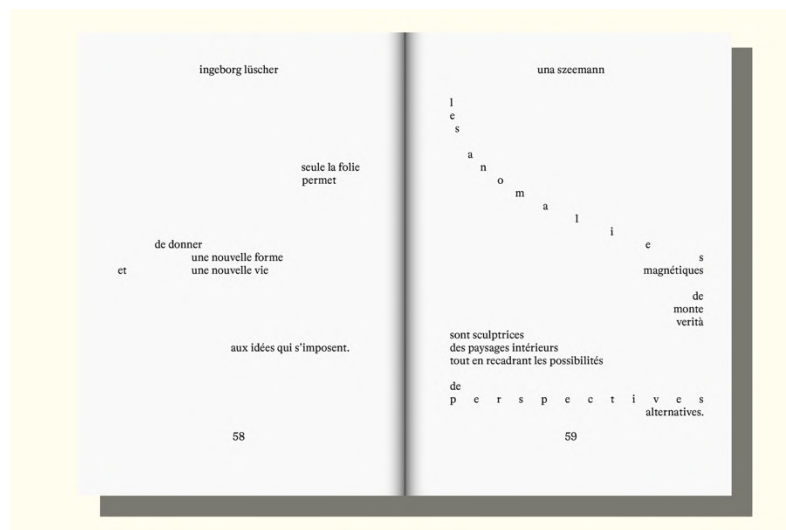 ingeborg lüscher
seule la folie
permet
de donner
une nouvelle forme
et une nouvelle vie
aux idées qui s'imposent.
58
una szeemann
l
e
s
a
n
o
m
a
l
i
e
s
magnétiques
de
monte
verità
sont sculptrices
des paysages intérieurs
tout en recadrant les possibilités
de
p e r s p e c t i v e s
alternatives.
59